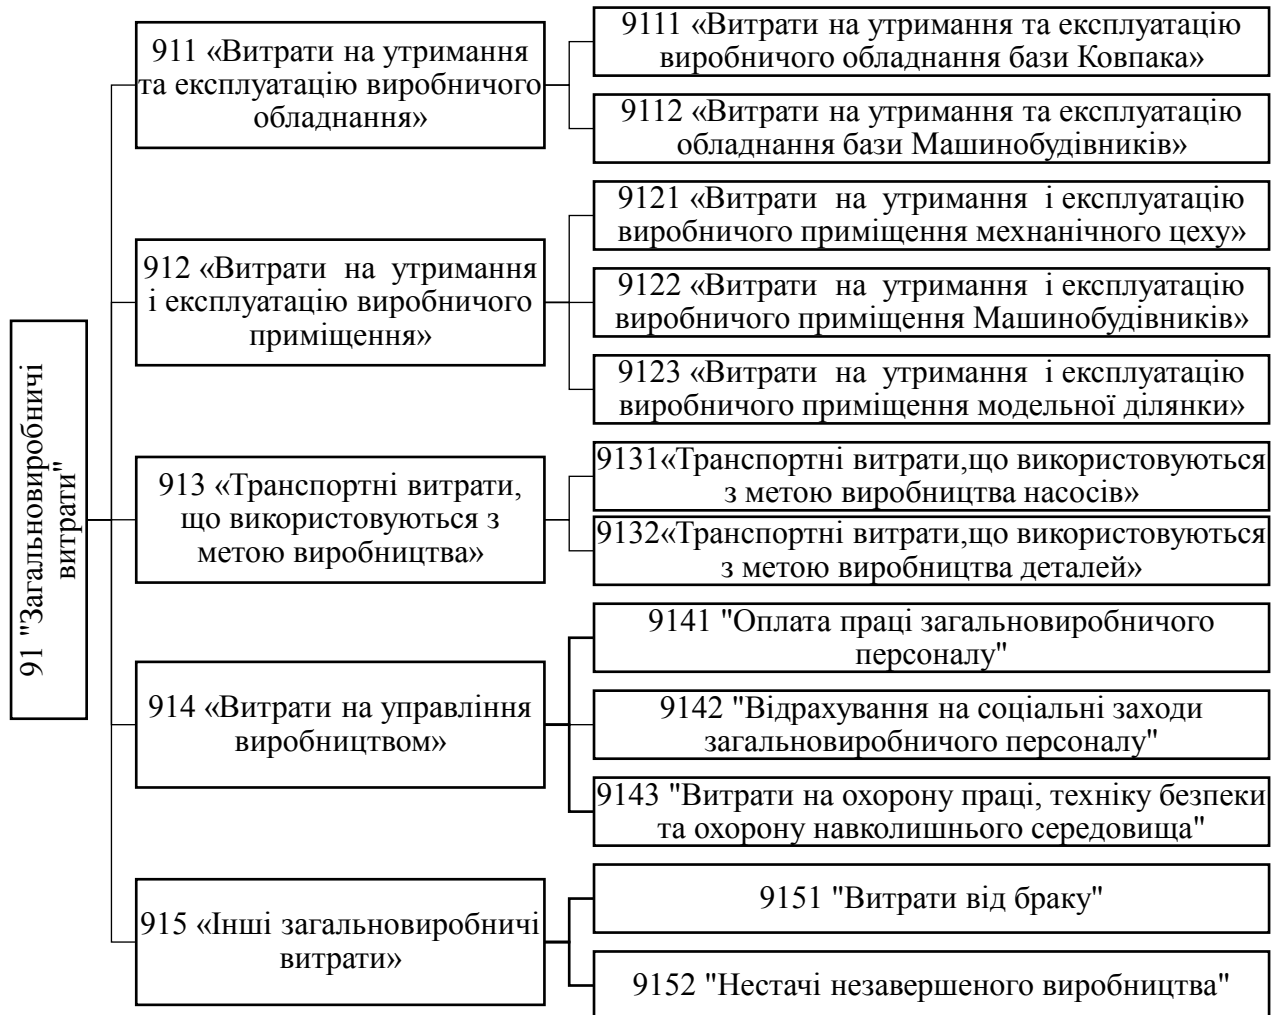 91 "Загальновиробничі
витрати"
911 «Витрати на утримання
та експлуатацію виробничого
обладнання»
9111 «Витрати на утримання та експлуатацію
виробничого обладнання бази Ковпака»
9112 «Витрати на утримання та експлуатацію
обладнання бази Машинобудівників»
912 «Витрати на утримання
і експлуатацію виробничого
приміщення»
9121 «Витрати на утримання і експлуатацію
виробничого приміщення мехнанічного цеху»
9122 «Витрати на утримання і експлуатацію
виробничого приміщення Машинобудівників»
9123 «Витрати на утримання і експлуатацію
виробничого приміщення модельної ділянки»
913 «Транспортні витрати,
що використовуються з
метою виробництва»
9131«Транспортні витрати,що використовуються
з метою виробництва насосів»
9132«Транспортні витрати,що використовуються
з метою виробництва деталей»
914 «Витрати на управління
виробництвом»
9141 "Оплата праці загальновиробничого
персоналу"
9142 "Відрахування на соціальні заходи
загальновиробничого персоналу"
9143 "Витрати на охорону праці, техніку безпеки
та охорону навколишнього середовища"
915 «Інші загальновиробничі
витрати»
9151 "Витрати від браку"
9152 "Нестачі незавершеного виробництва"